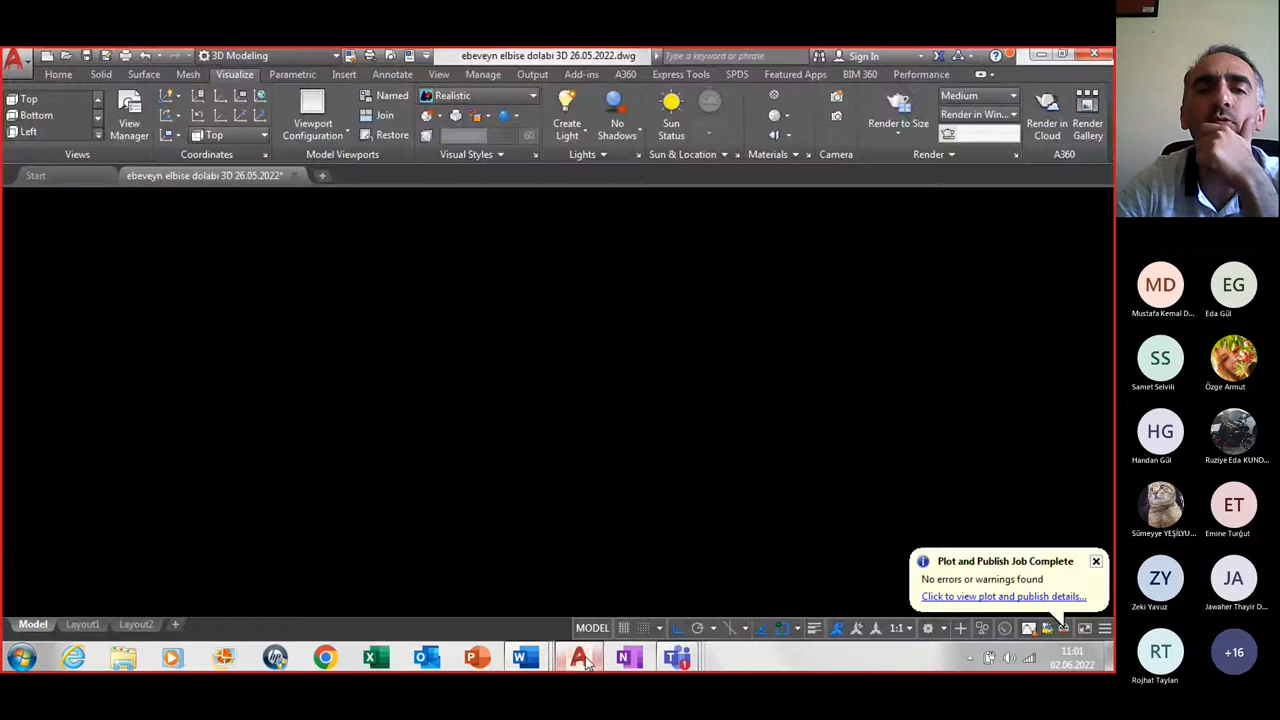 3D Modeling
ebeveyn elbise dolabı 3D 26.05.2022.dwg
Type a keyword or phrase
Sign In
Home Solid Surface Mesh Visualize Parametric Insert Annotate View Manage Output Add-ins A360 Express Tools SPDS Featured Apps BIM 360 Performance
Top
Bottom
Left
View
Manager
Top
Viewport
Configuration
Named
Join
Restore
Realistic
60
Create
Light
No
Shadows
Sun
Status
Render to Size
Medium
Render in Win...
Render in
Cloud
Render
Gallery
Views
Coordinates
Model Viewports
Visual Styles
Lights
Sun & Location
Materials
Camera
Render
A360
Start
ebeveyn elbise dolabı 3D 26.05.2022*
Plot and Publish Job Complete
No errors or warnings found
Click to view plot and publish details...
Model Layout1 Layout2
MODEL
1:1
11:01
02.06.2022
MD
Mustafa Kemal D...
EG
Eda Gül
SS
Samet Selvili
Özge Armut
HG
Handan Gül
Ruziye Eda KUND...
Sümeyye YEŞİLYU...
ET
Emine Turğut
ZY
Zeki Yavuz
JA
Jawaher Thayir D...
RT
Rojhat Taylan
+16